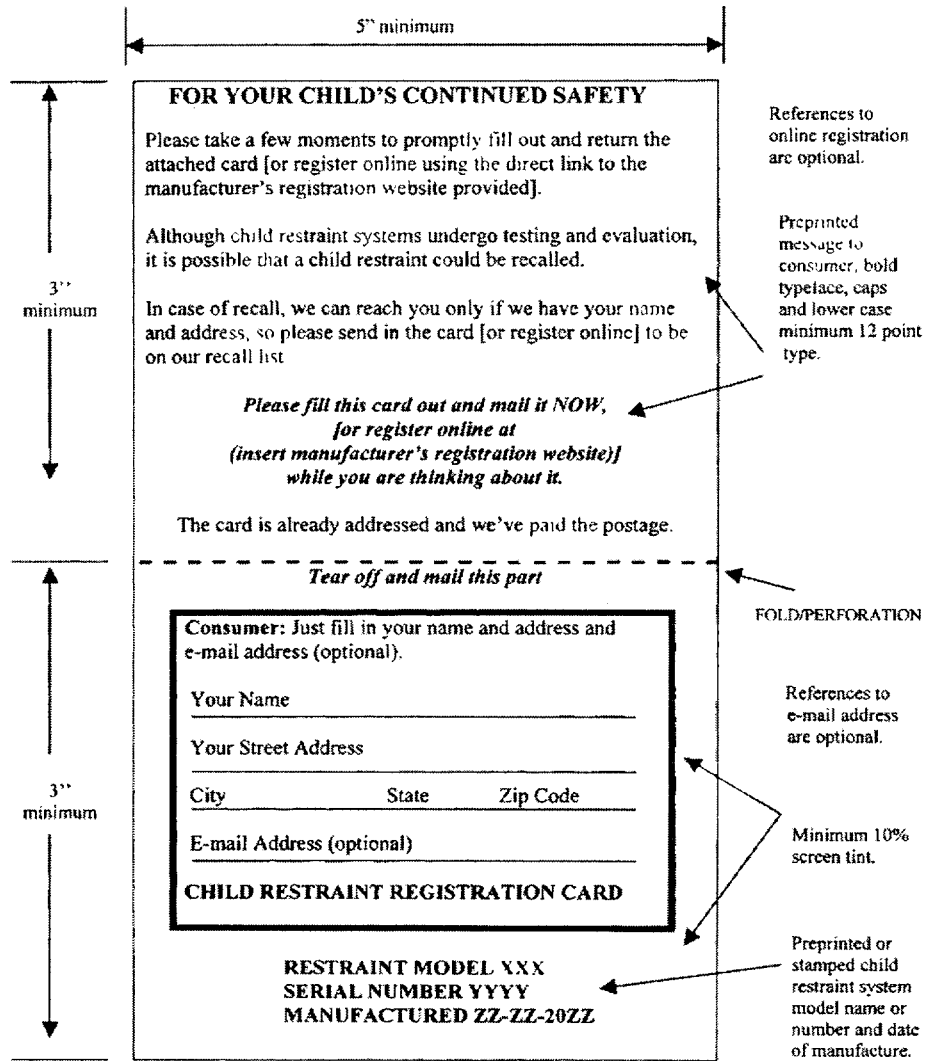 5” minimum
FOR YOUR CHILD’S CONTINUED SAFETY
Please take a few moments to promptly fill out and return the
attached card [or register online using the direct link to the
manufacturer’s registration website provided].
Although child restraint systems undergo testing and evaluation,
it is possible that a child restraint could be recalled.
In case of recall, we can reach you only if we have your name
and address, so please send in the card [or register online] to be
on our recall list
Please fill this card out and mail it NOW,
[or register online at
(insert manufacturer’s registration website)]
while you are thinking about it.
The card is already addressed and we’ve paid the postage.
3”
minimum
References to
online registration
are optional.
Preprinted
message to
consumer, bold
typeface, caps
and lower case
minimum 12 point
type.
Tear off and mail this part
FOLD/PERFORATION
Consumer: Just fill in your name and address and
e-mail address (optional).
Your Name
Your Street Address
City State Zip Code
E-mail Address (optional)
CHILD RESTRAINT REGISTRATION CARD
RESTRAINT MODEL XXX
SERIAL NUMBER YYYY
MANUFACTURED ZZ-ZZ-20ZZ
3”
minimum
References to
e-mail address
are optional.
Minimum 10%
screen tint.
Preprinted or
stamped child
restraint system
model name or
number and date
of manufacture.